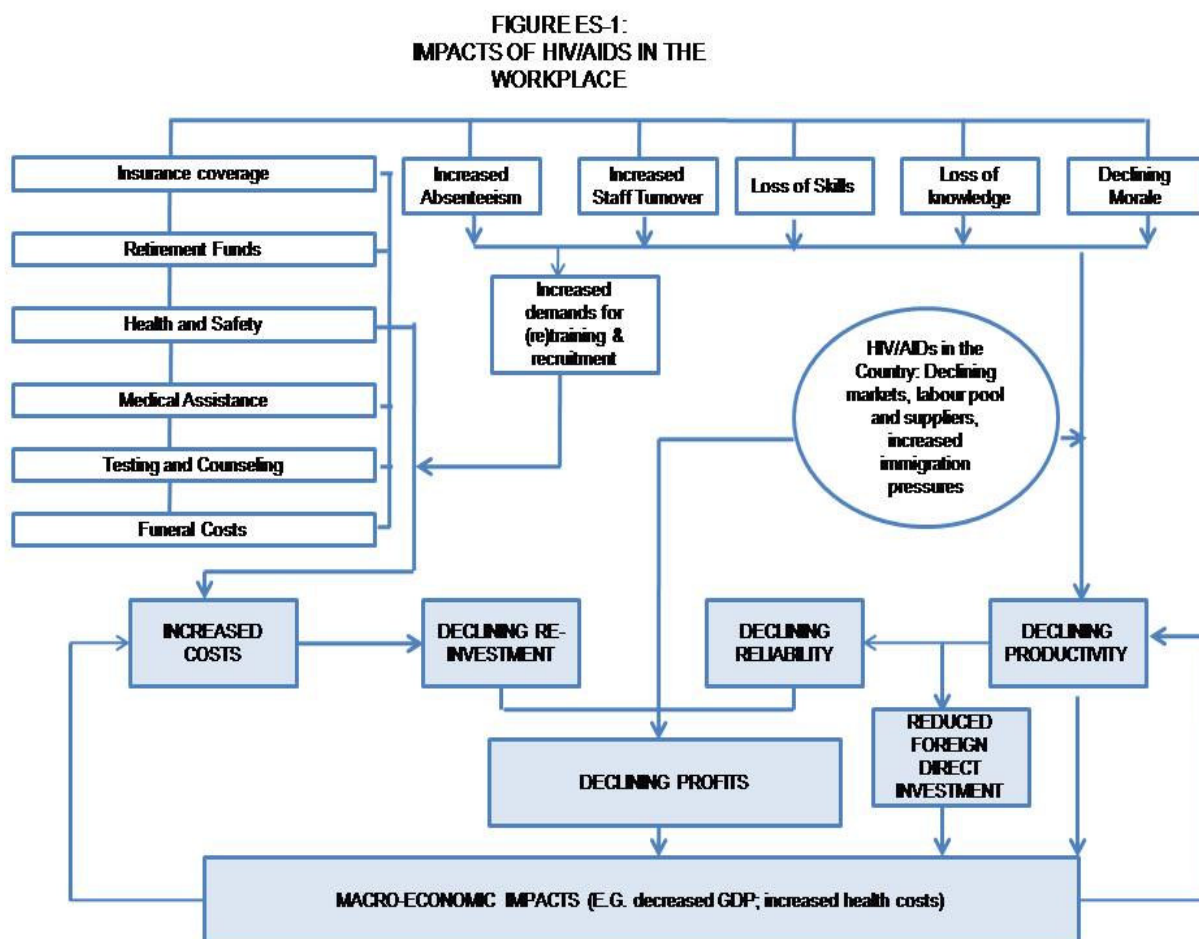 FIGURE ES-1:
IMPACTS OF HIV/AIDS IN THE
WORKPLACE
Insurance coverage
Increased
Absenteeism
Increased
Staff Turnover
Loss of Skills
Loss of
knowledge
Declining
Morale
Retirement Funds
Health and Safety
Medical Assistance
Testing and Counseling
Funeral Costs
Increased
demands for
(re)training &
recruitment
HIV/AIDs in the
Country: Declining
markets, labour pool
and suppliers,
increased
immigration
pressures
INCREASED
COSTS
DECLINING RE-
INVESTMENT
DECLINING
RELIABILITY
DECLINING
PRODUCTIVITY
REDUCED
FOREIGN
DIRECT
INVESTMENT
DECLINING PROFITS
MACRO-ECONOMIC IMPACTS (E.G. decreased GDP; increased health costs)